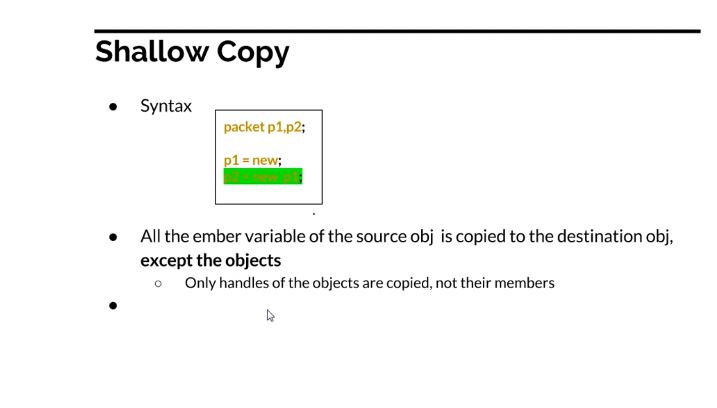 Shallow Copy
● Syntax
packet p1,p2;
p1 = new;
p2 = new p1;
● All the ember variable of the source obj is copied to the destination obj,
except the objects
○ Only handles of the objects are copied, not their members
●